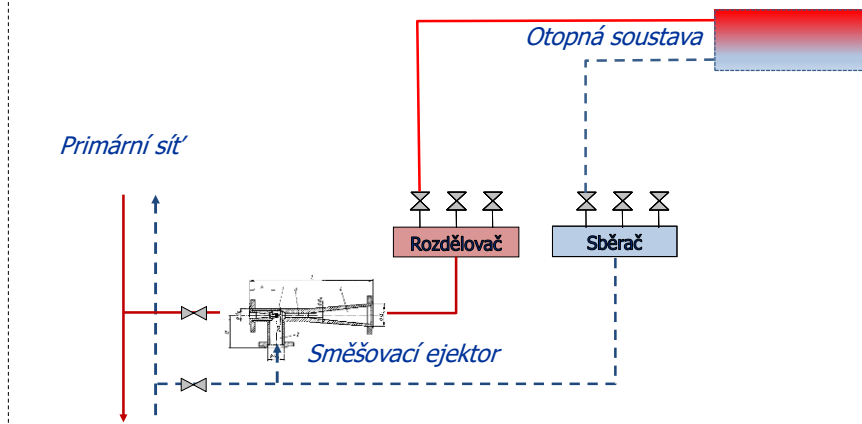 Otopná soustava
Primární síť
Rozdělovač
Sběrač
Směšovací ejektor